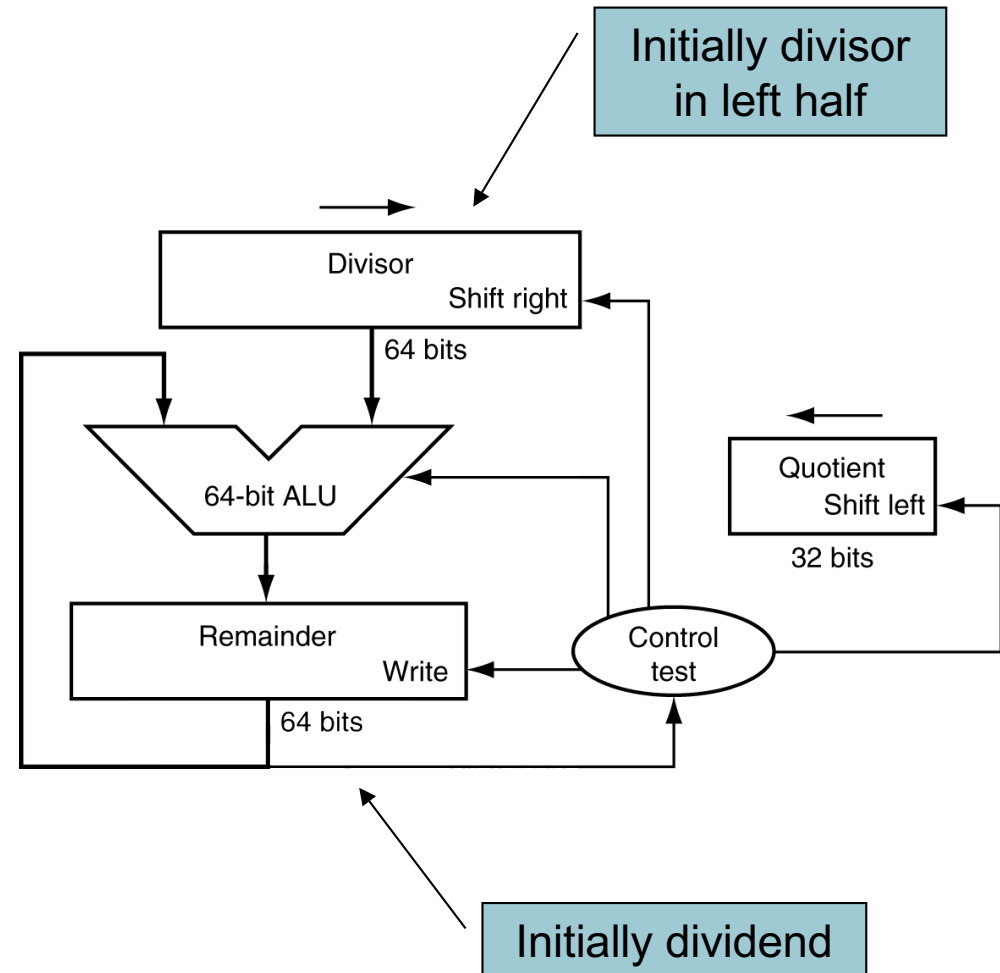 Initially divisor
in left half
Divisor
Shift right
64 bits
64-bit ALU
Quotient
Shift left
32 bits
Remainder
Write
Control
test
64 bits
Initially dividend